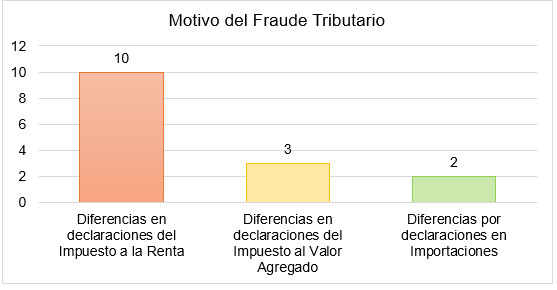 Motivo del Fraude Tributario
12
10
8
6
4
2
0
10
3
2
Diferencias en
declaraciones del
Impuesto a la Renta
Diferencias en
declaraciones del
Impuesto al Valor
Agregado
Diferencias por
declaraciones en
Importaciones